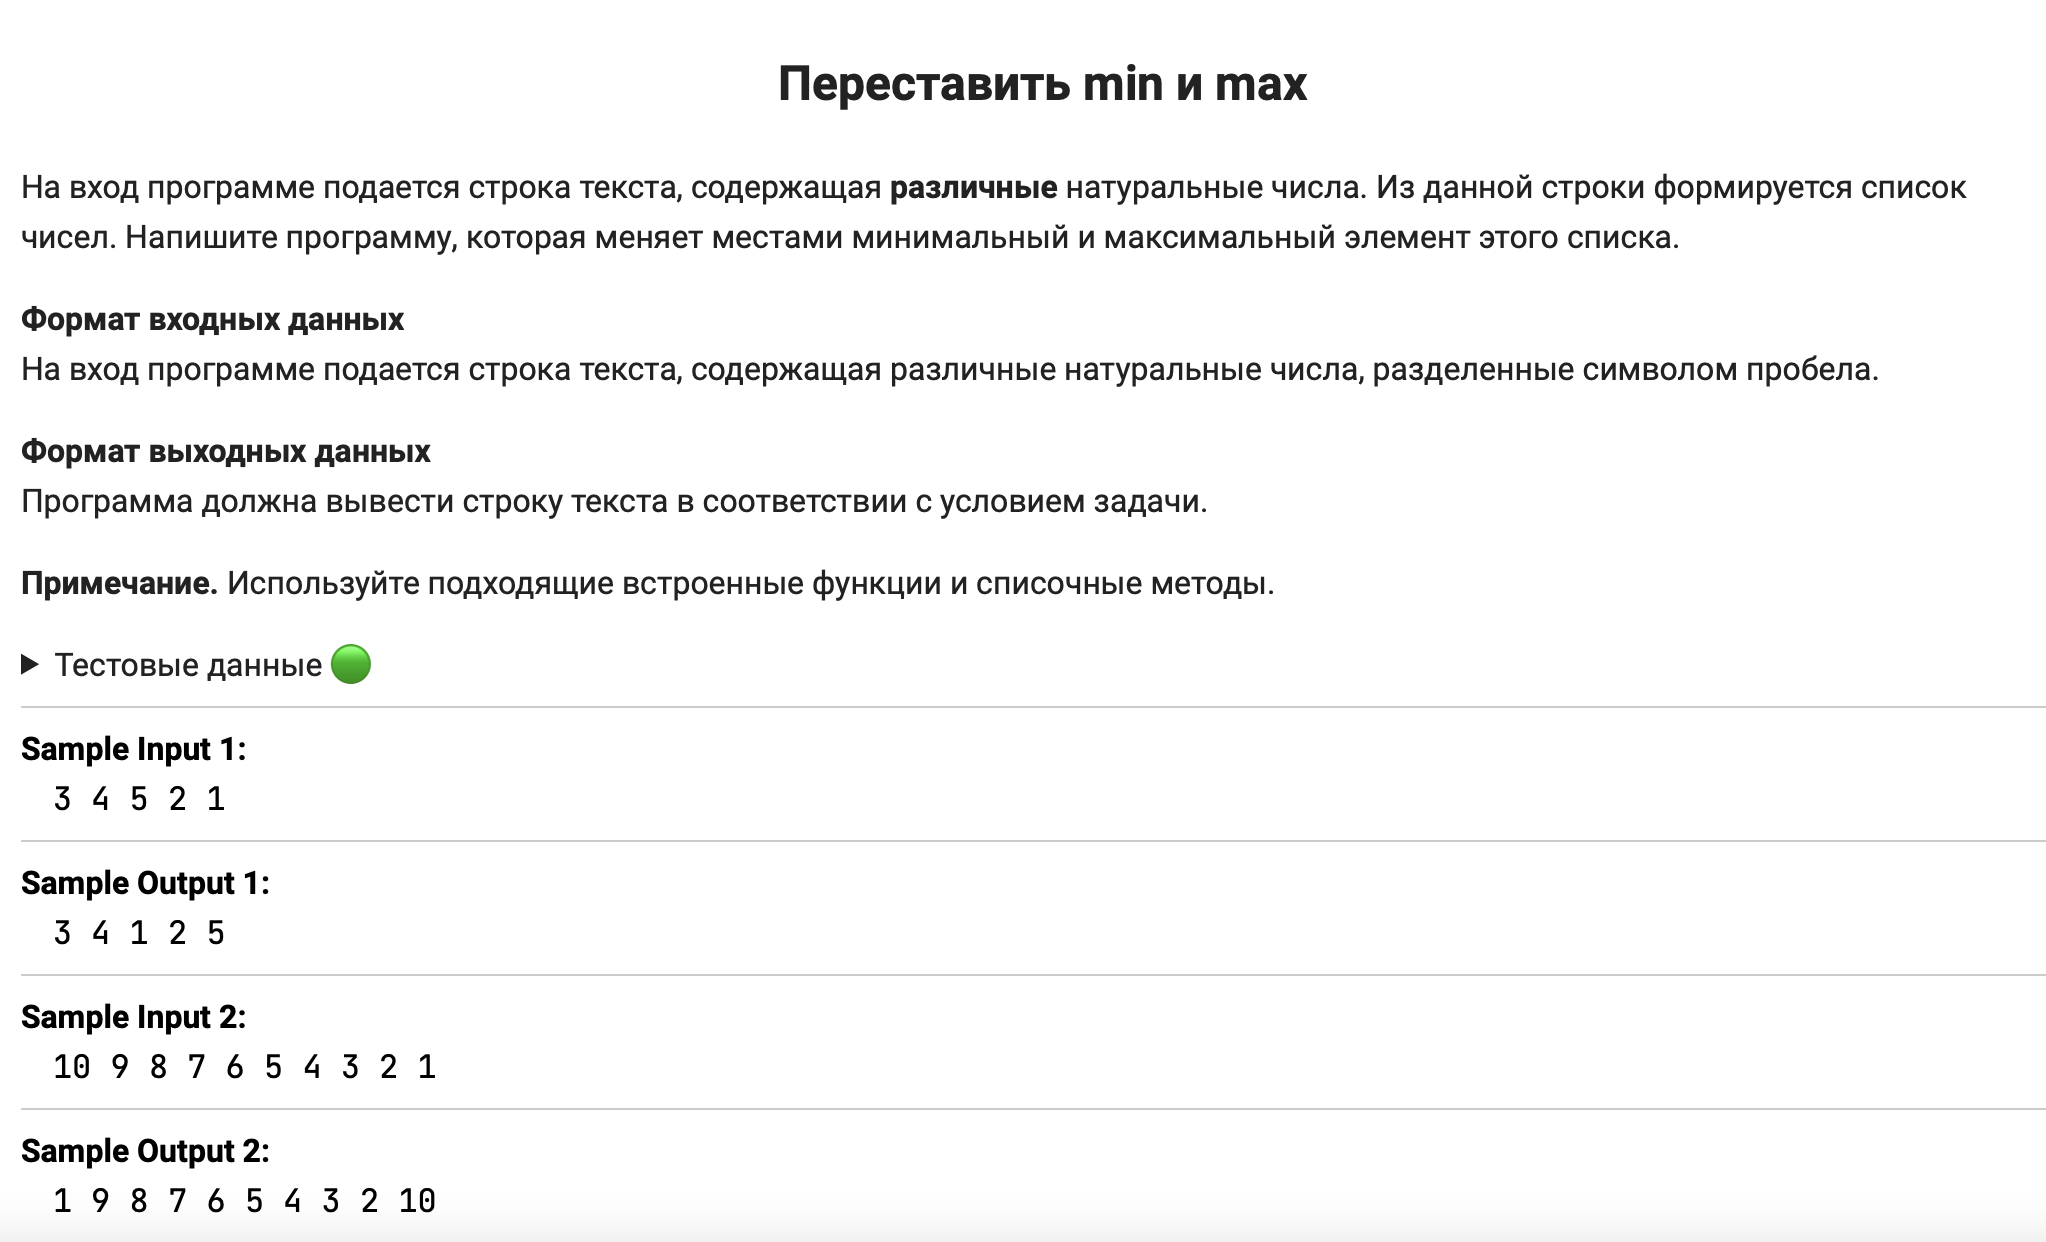 Переставить min и max
На вход программе подается строка текста, содержащая различные натуральные числа. Из данной строки формируется список
чисел. Напишите программу, которая меняет местами минимальный и максимальный элемент этого списка.
Формат входных данных
На вход программе подается строка текста, содержащая различные натуральные числа, разделенные символом пробела.
Формат выходных данных
Программа должна вывести строку текста в соответствии с условием задачи.
Примечание. Используйте подходящие встроенные функции и списочные методы.
Тестовые данные
Sample Input 1:
3 4 5 2 1
Sample Output 1:
3 4 1 2 5
Sample Input 2:
10 9 8 7 6 5 4 3 2 1
Sample Output 2:
1 9 8 7 6 5 4 3 2 10